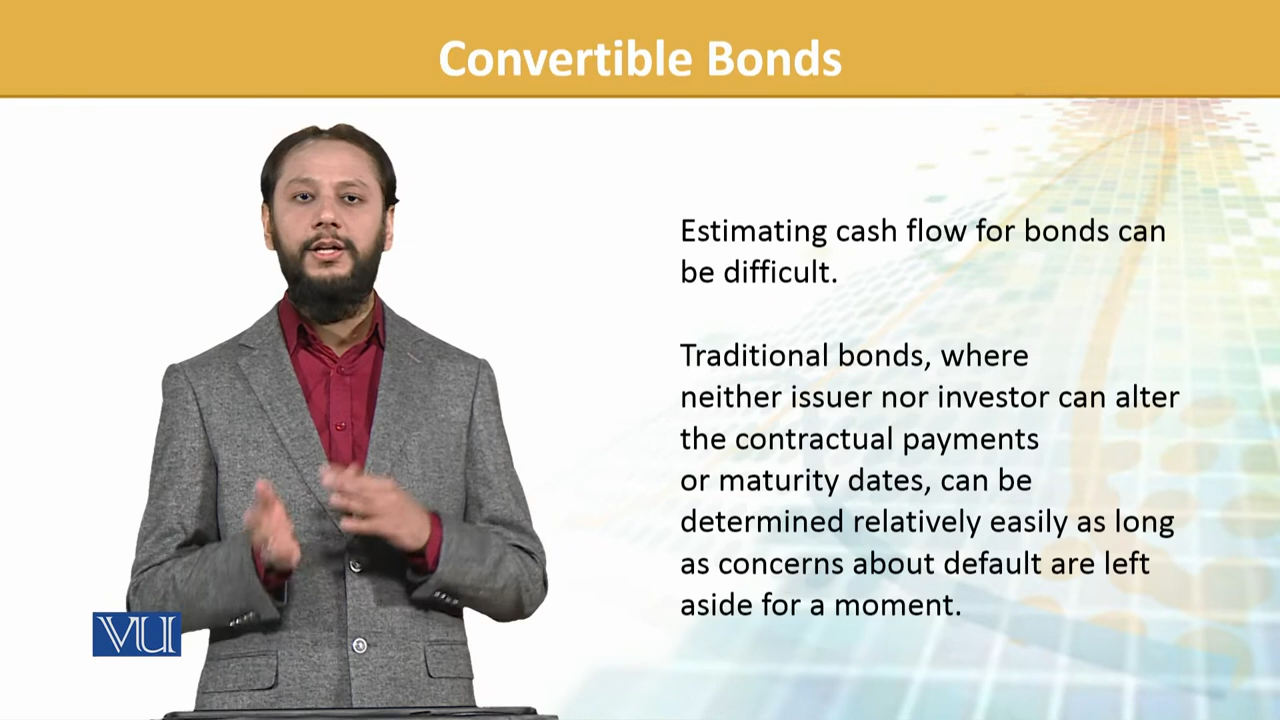 Convertible Bonds
Estimating cash flow for bonds can
be difficult.
Traditional bonds, where
neither issuer nor investor can alter
the contractual payments
or maturity dates, can be
determined relatively easily as long
as concerns about default are left
aside for a moment.
VU